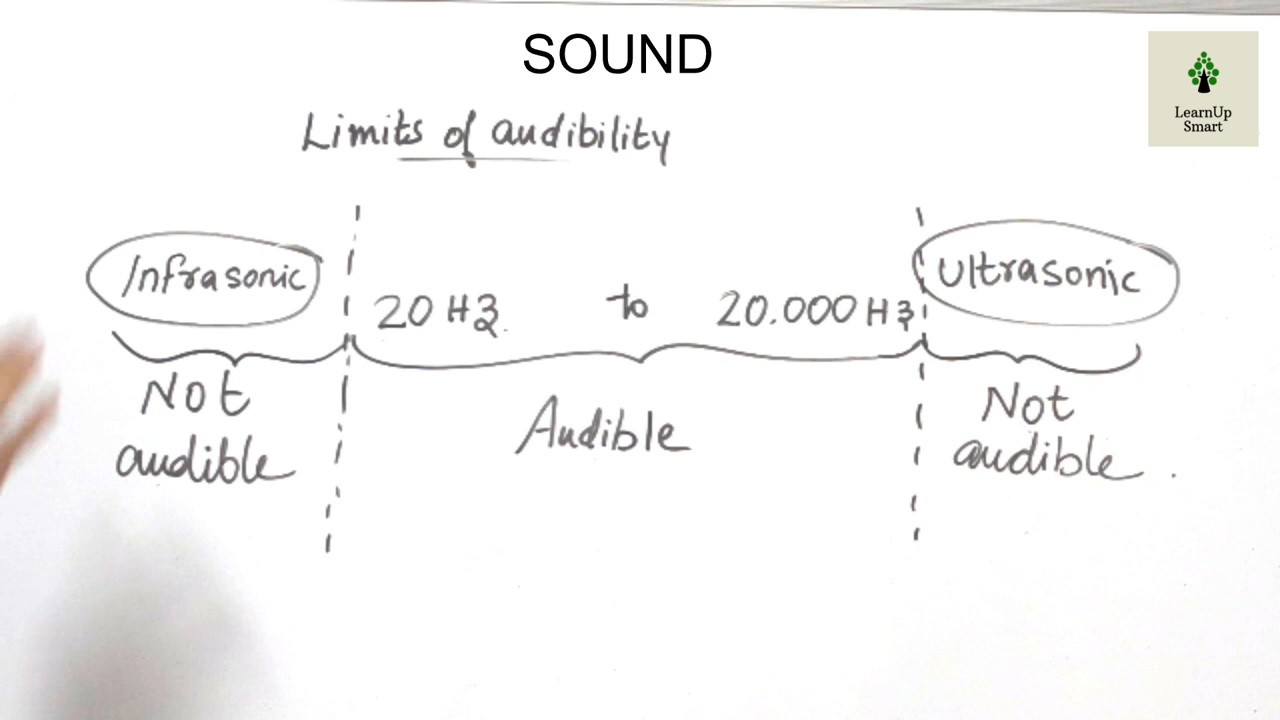 SOUND
LearnUp
Smart
Limits of audibility
Infrasonic
20 Hz to 20.000 Hz
Ultrasonic
Not
audible
Audible
Not
audible.